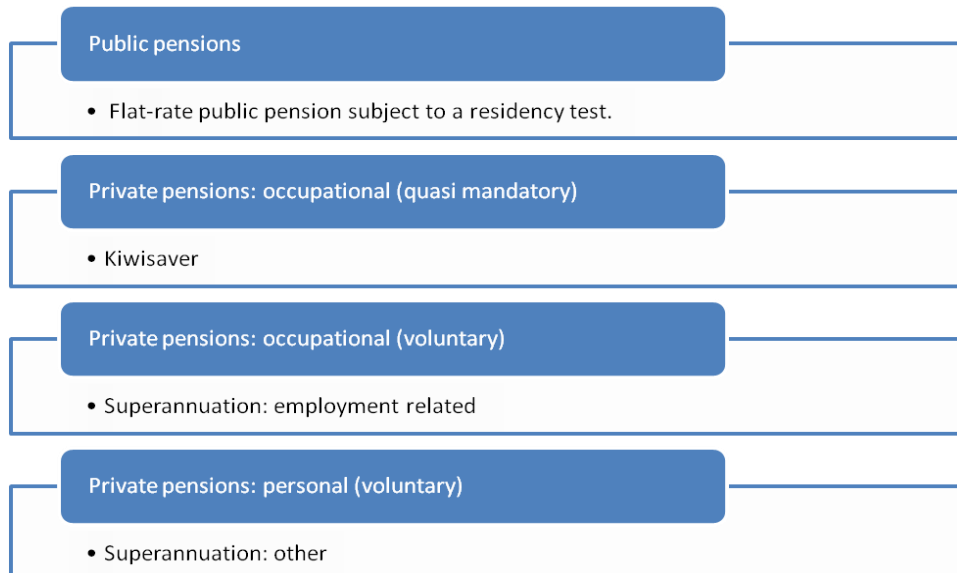 Public pensions
• Flat-rate public pension subject to a residency test.
Private pensions: occupational (quasi mandatory)
• Kiwisaver
Private pensions: occupational (voluntary)
• Superannuation: employment related
Private pensions: personal (voluntary)
• Superannuation: other